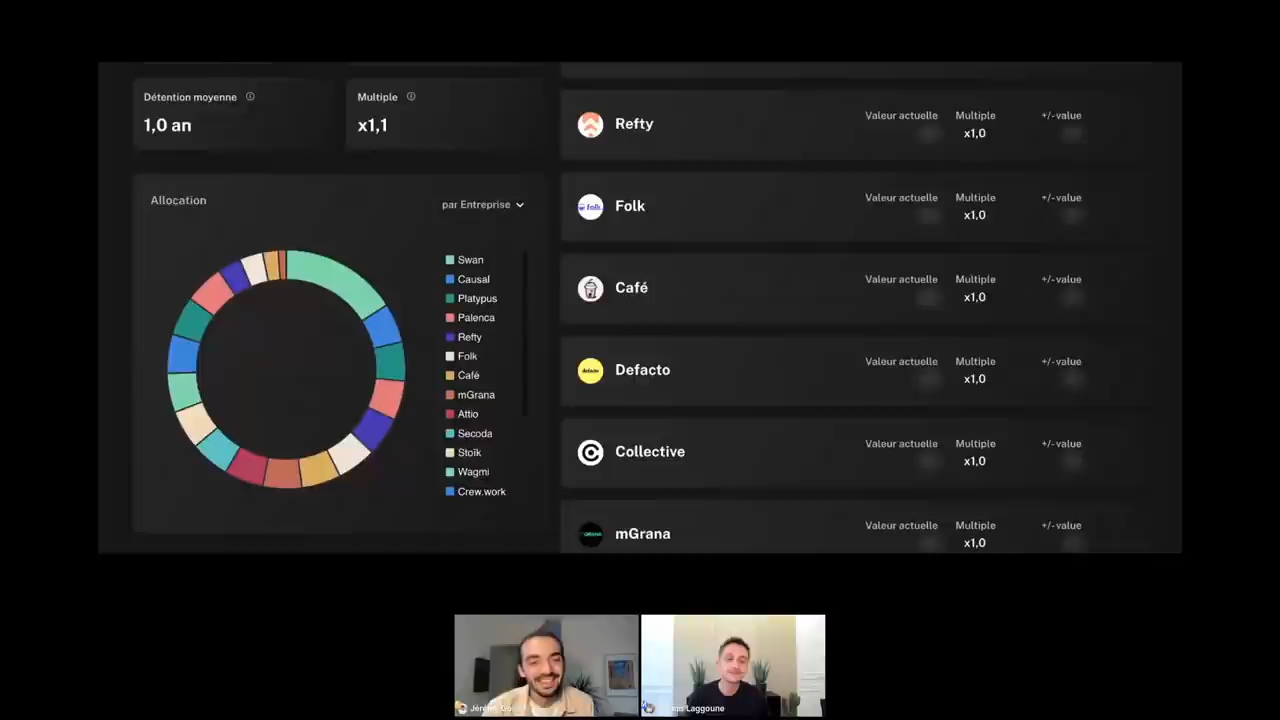 Détention moyenne
1,0 an
Multiple
x1,1
Allocation
par Entreprise
Swan
Causal
Platypus
Palenca
Refty
Folk
Café
mGrana
Attio
Secoda
Stoïk
Wagmi
Crew.work
Refty
Valeur actuelle
Multiple
+/- value
x1,0
folk
Folk
Valeur actuelle
Multiple
+/- value
x1,0
Café
Valeur actuelle
Multiple
+/- value
x1,0
defacto
Defacto
Valeur actuelle
Multiple
+/- value
x1,0
Collective
Valeur actuelle
Multiple
+/- value
x1,0
mGrana
Valeur actuelle
Multiple
+/- value
x1,0
Laggoune